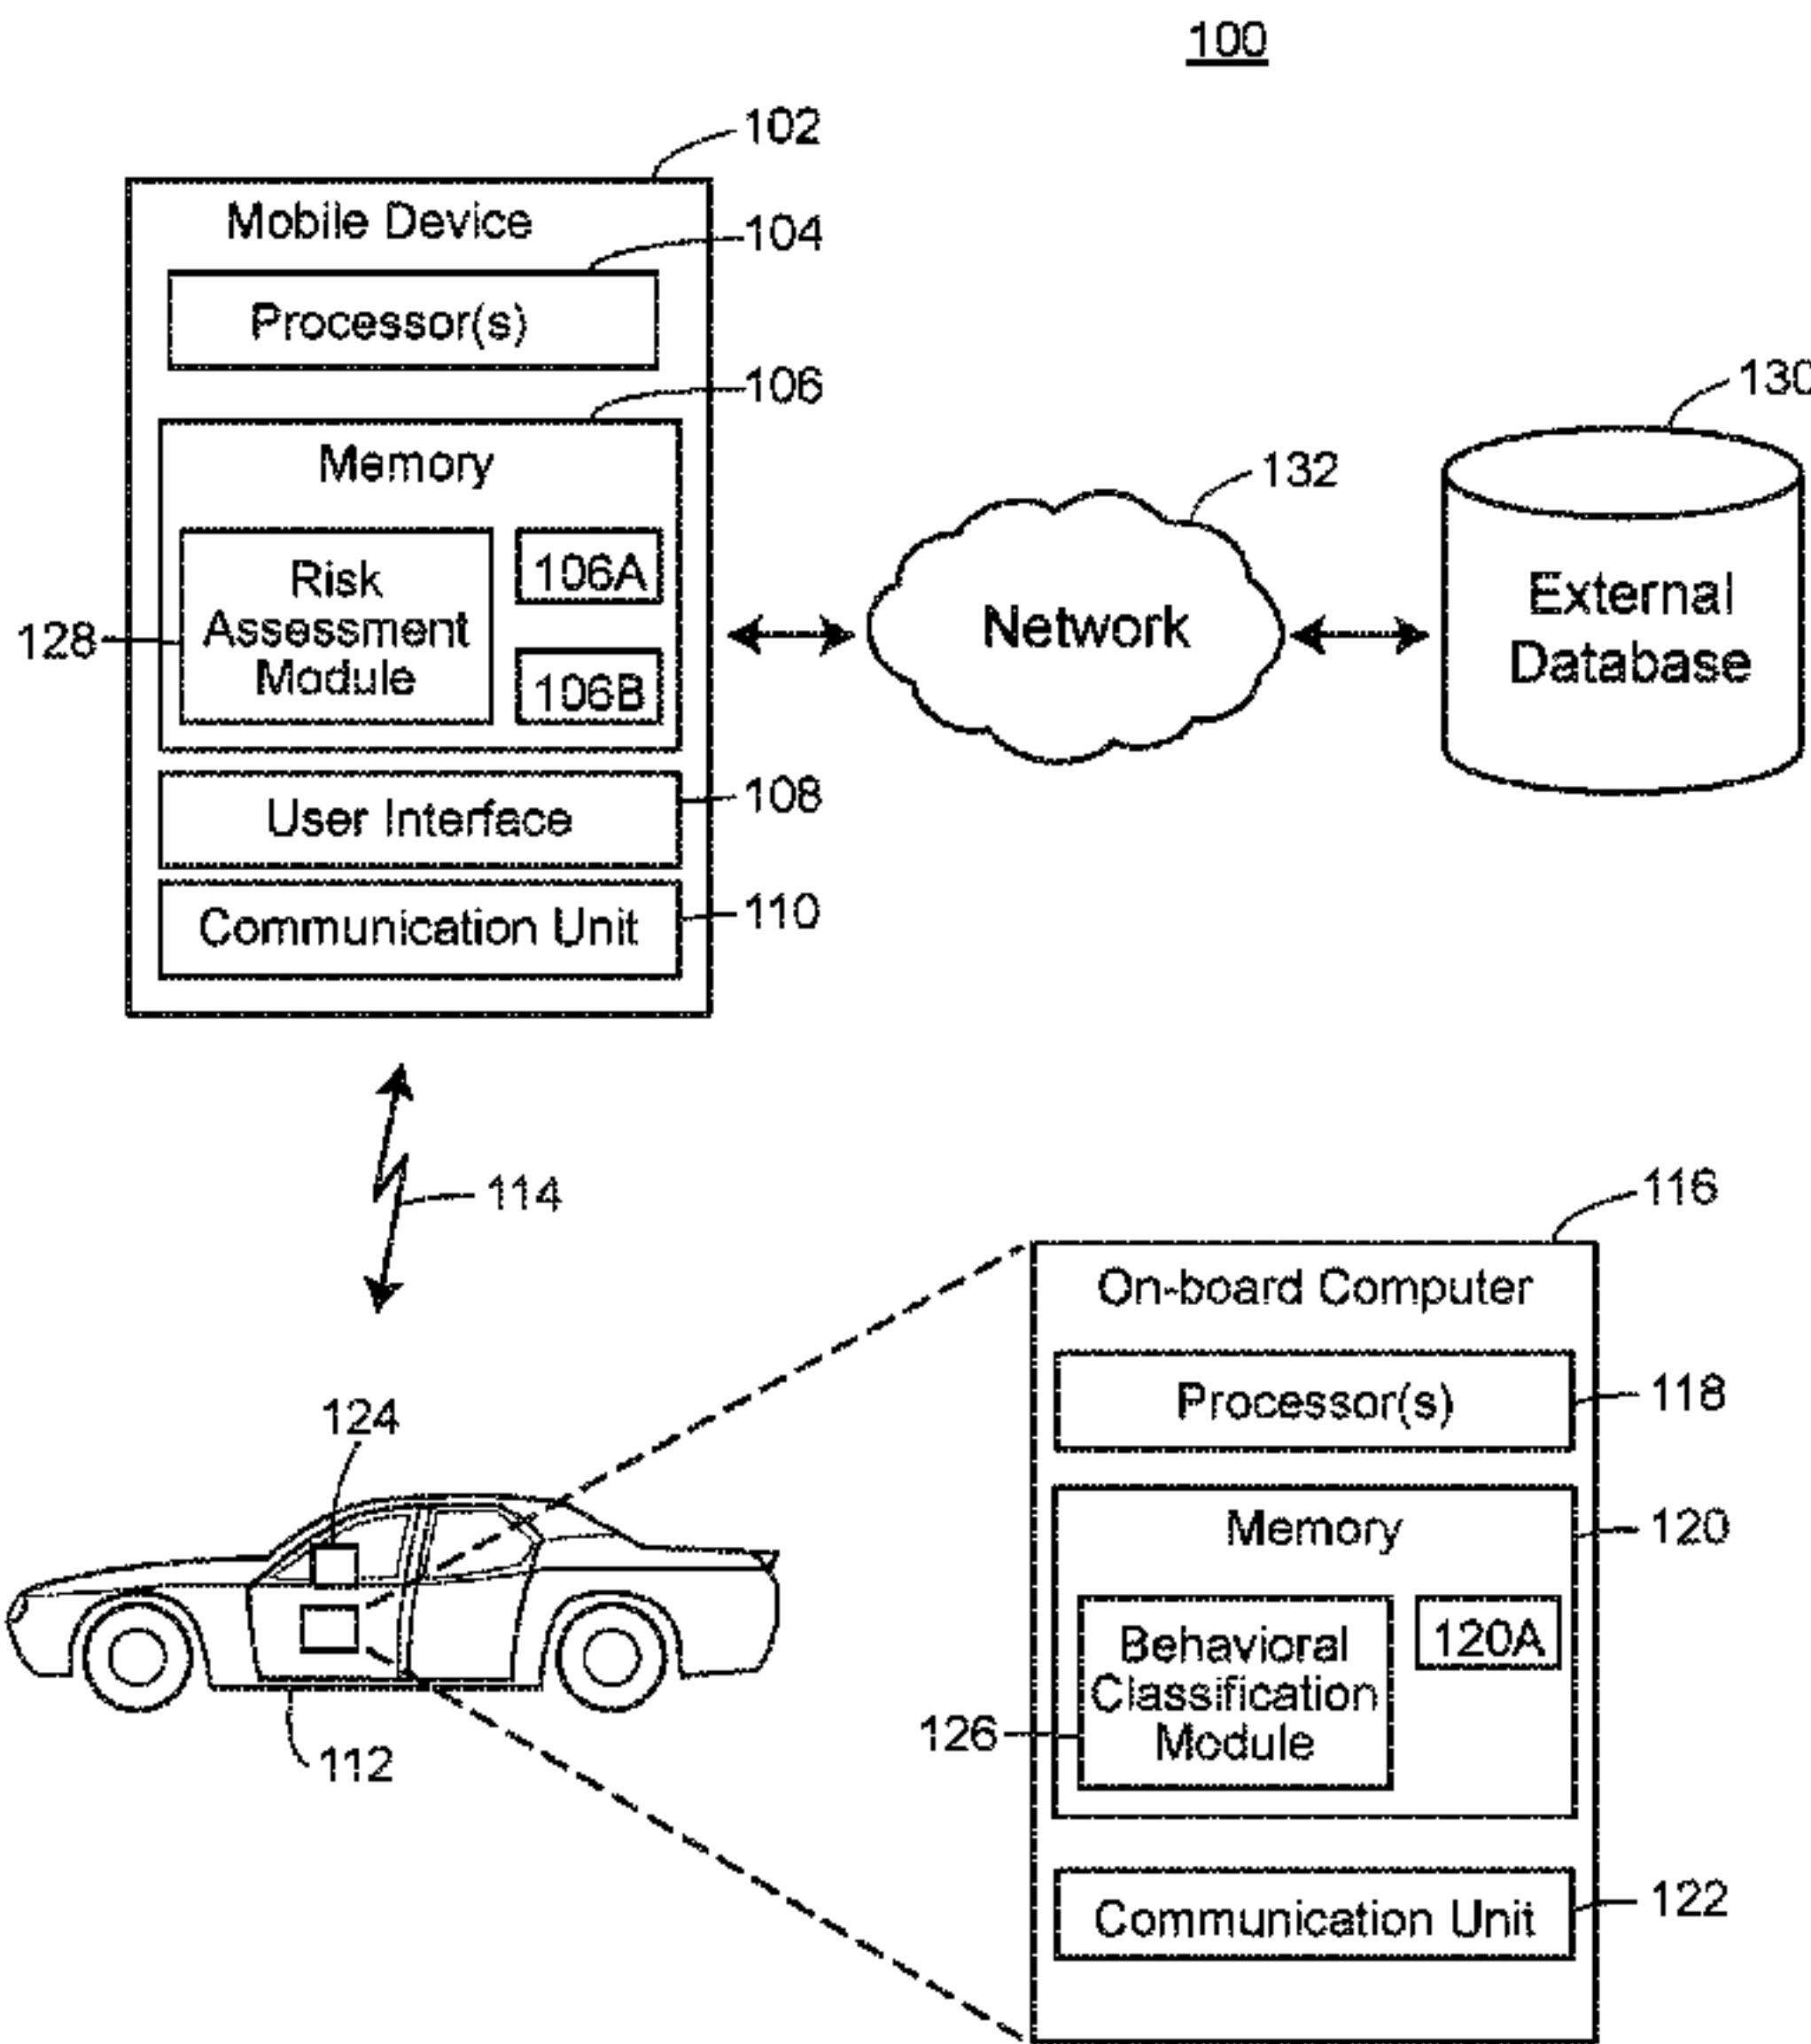 100
102
Mobile Device
104
Processor(s)
106
Memory
130
132
Risk
Assessment
Module
106A
106B
128
Network
External
Database
108
User Interface
110
Communication Unit
114
116
On-board Computer
118
Processor(s)
124
120
Memory
Behavioral
Classification
Module
120A
126
112
122
Communication Unit